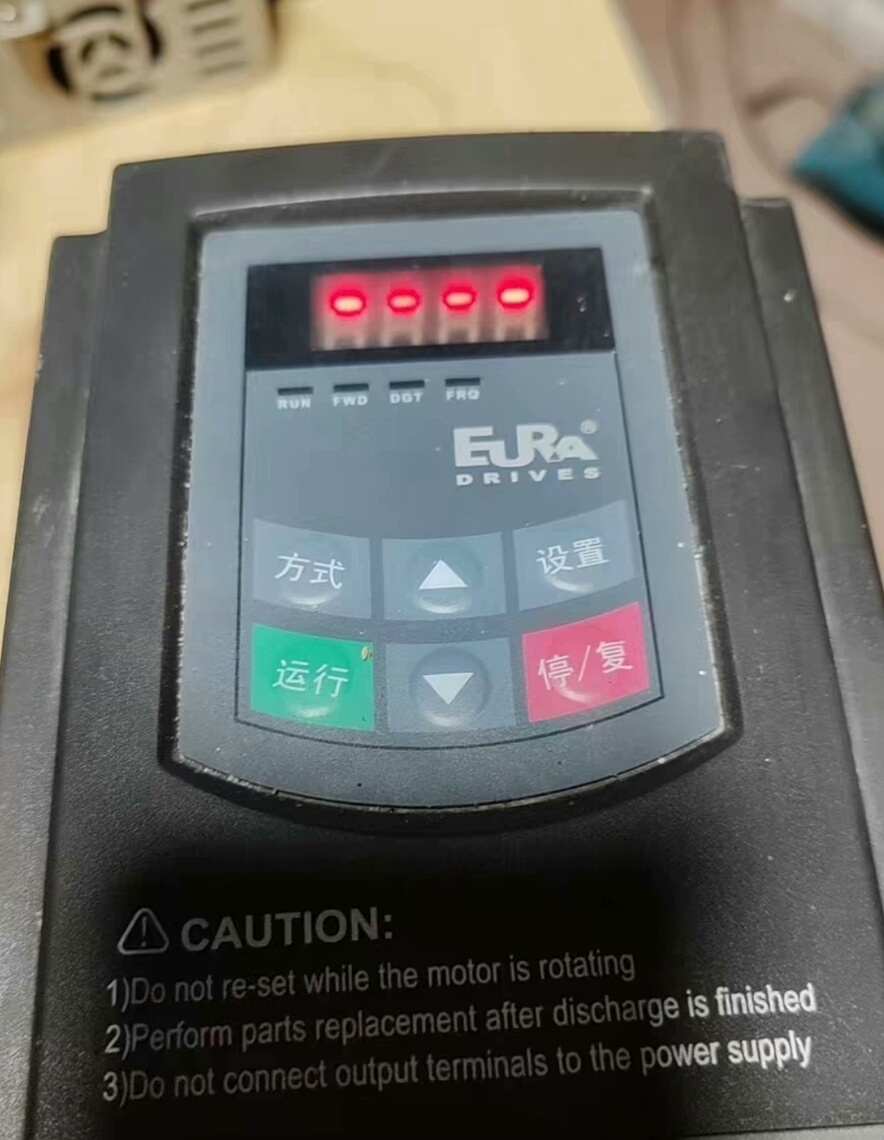 ----
RUN FWD DGT FRQ
EURA®
DRIVES
方式 ▲ 设置
运行 ▼ 停/复
⚠ CAUTION:
1)Do not re-set while the motor is rotating
2)Perform parts replacement after discharge is finished
3)Do not connect output terminals to the power supply